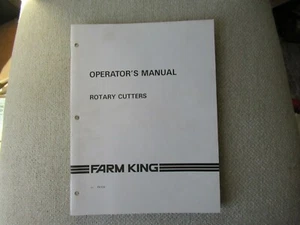 OPERATOR'S MANUAL
ROTARY CUTTERS
FARM KING